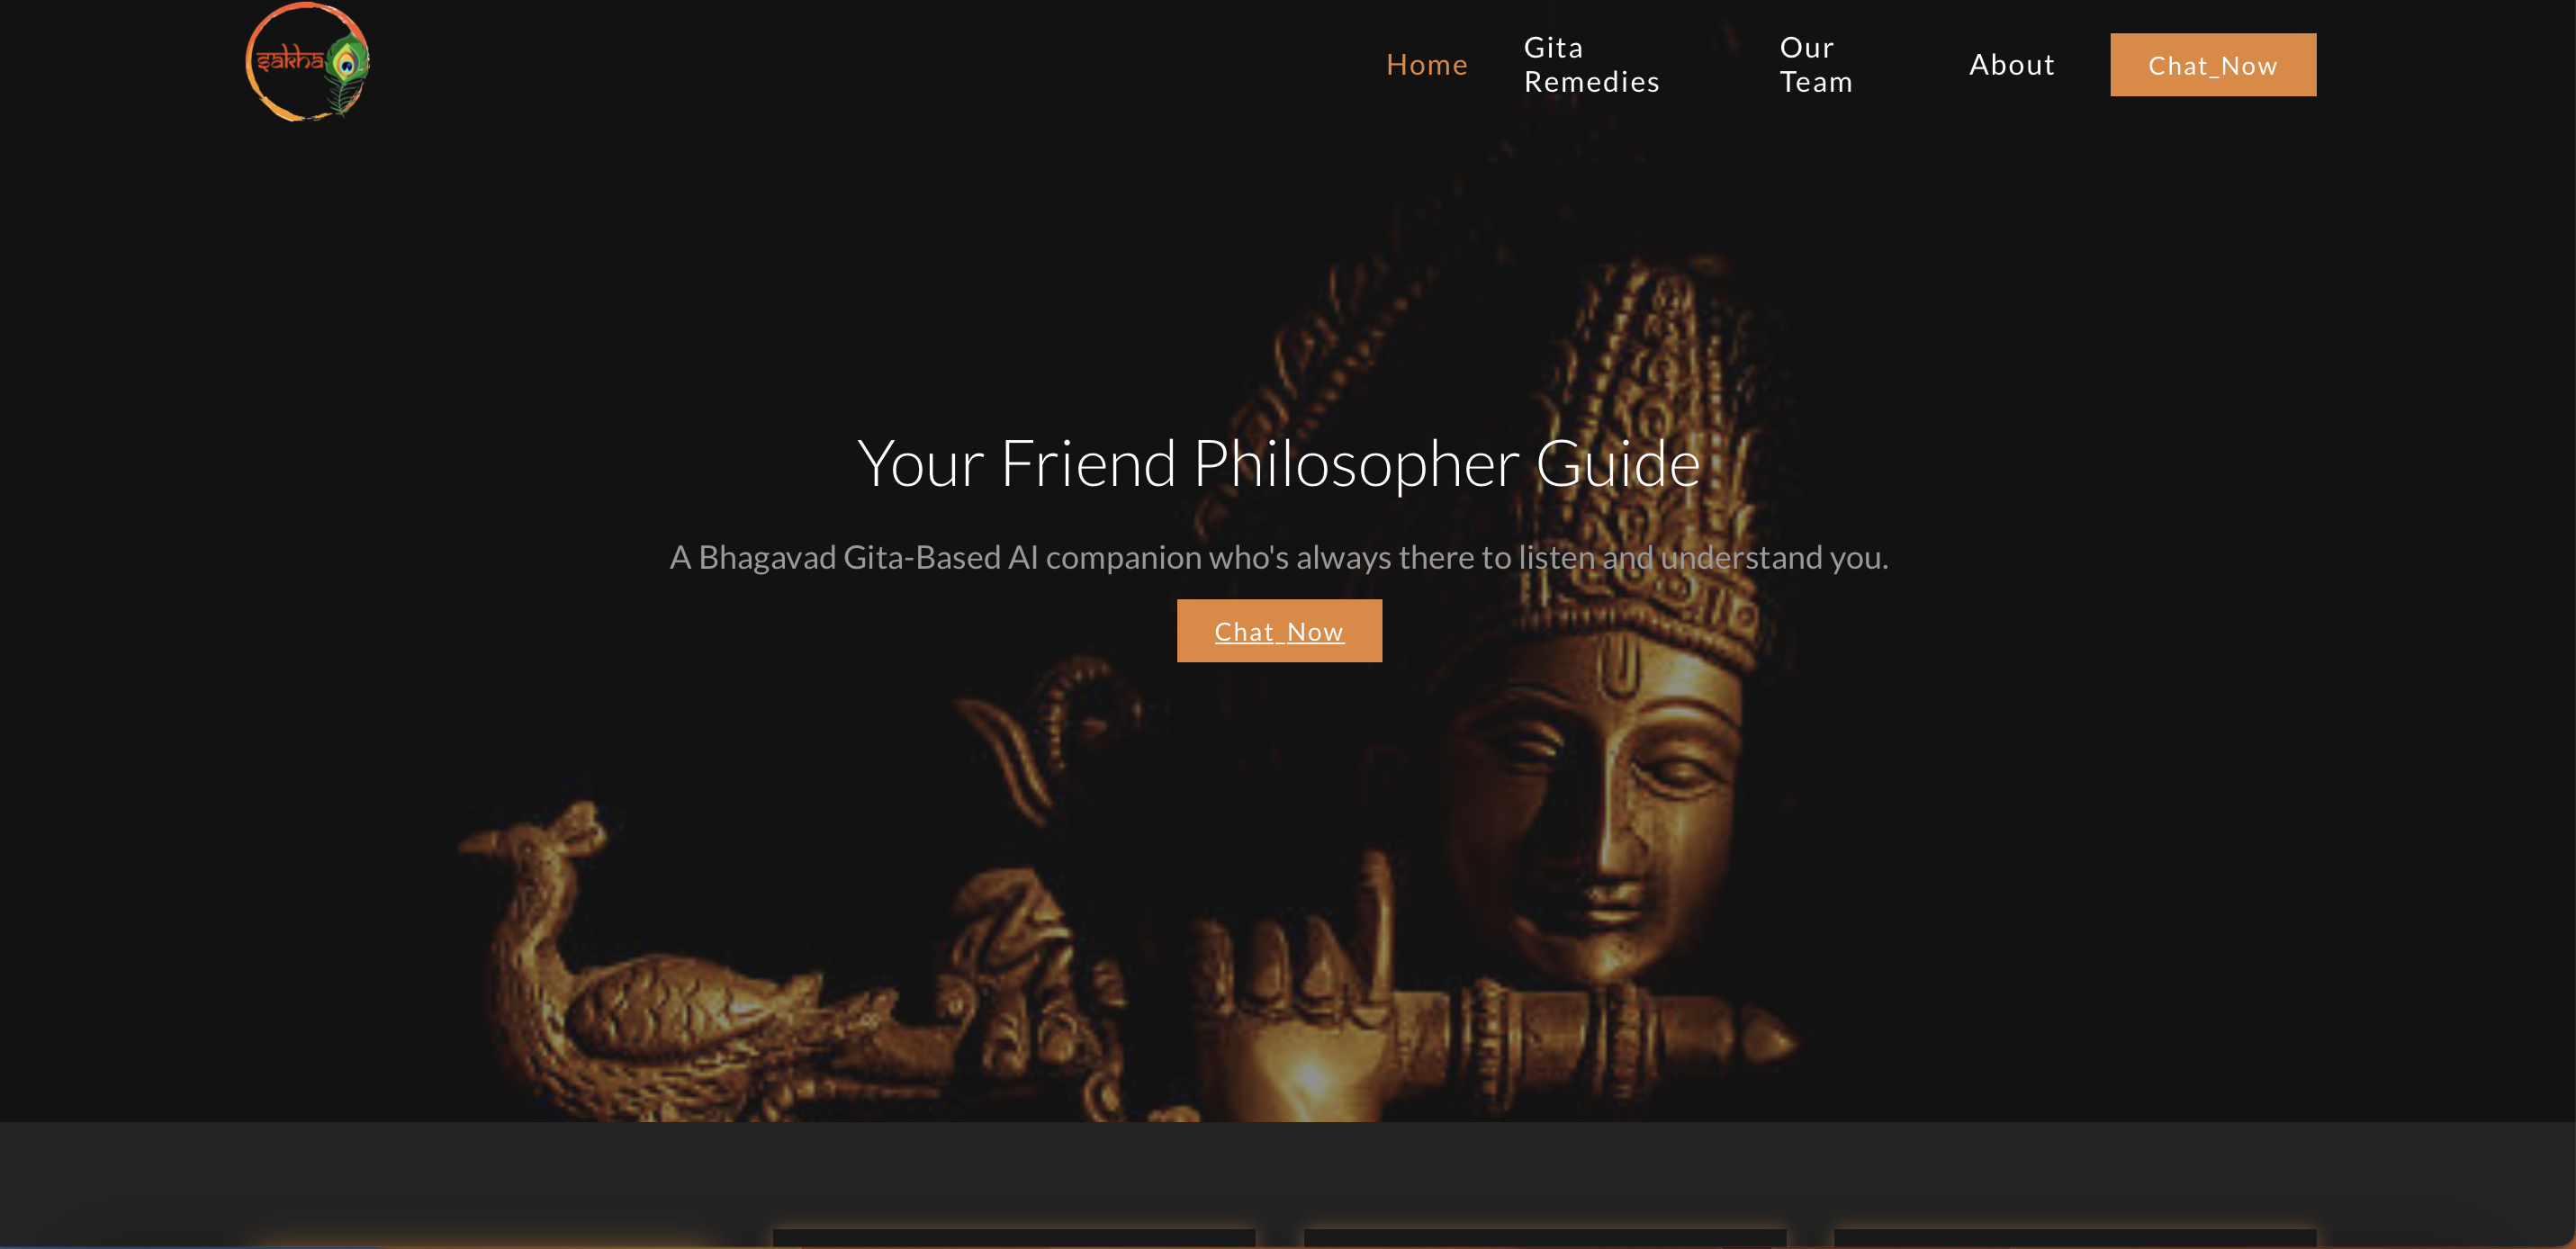 sakha
Home
Gita
Remedies
Our
Team
About
Chat_Now
Your Friend Philosopher Guide
A Bhagavad Gita-Based AI companion who's always there to listen and understand you.
Chat_Now